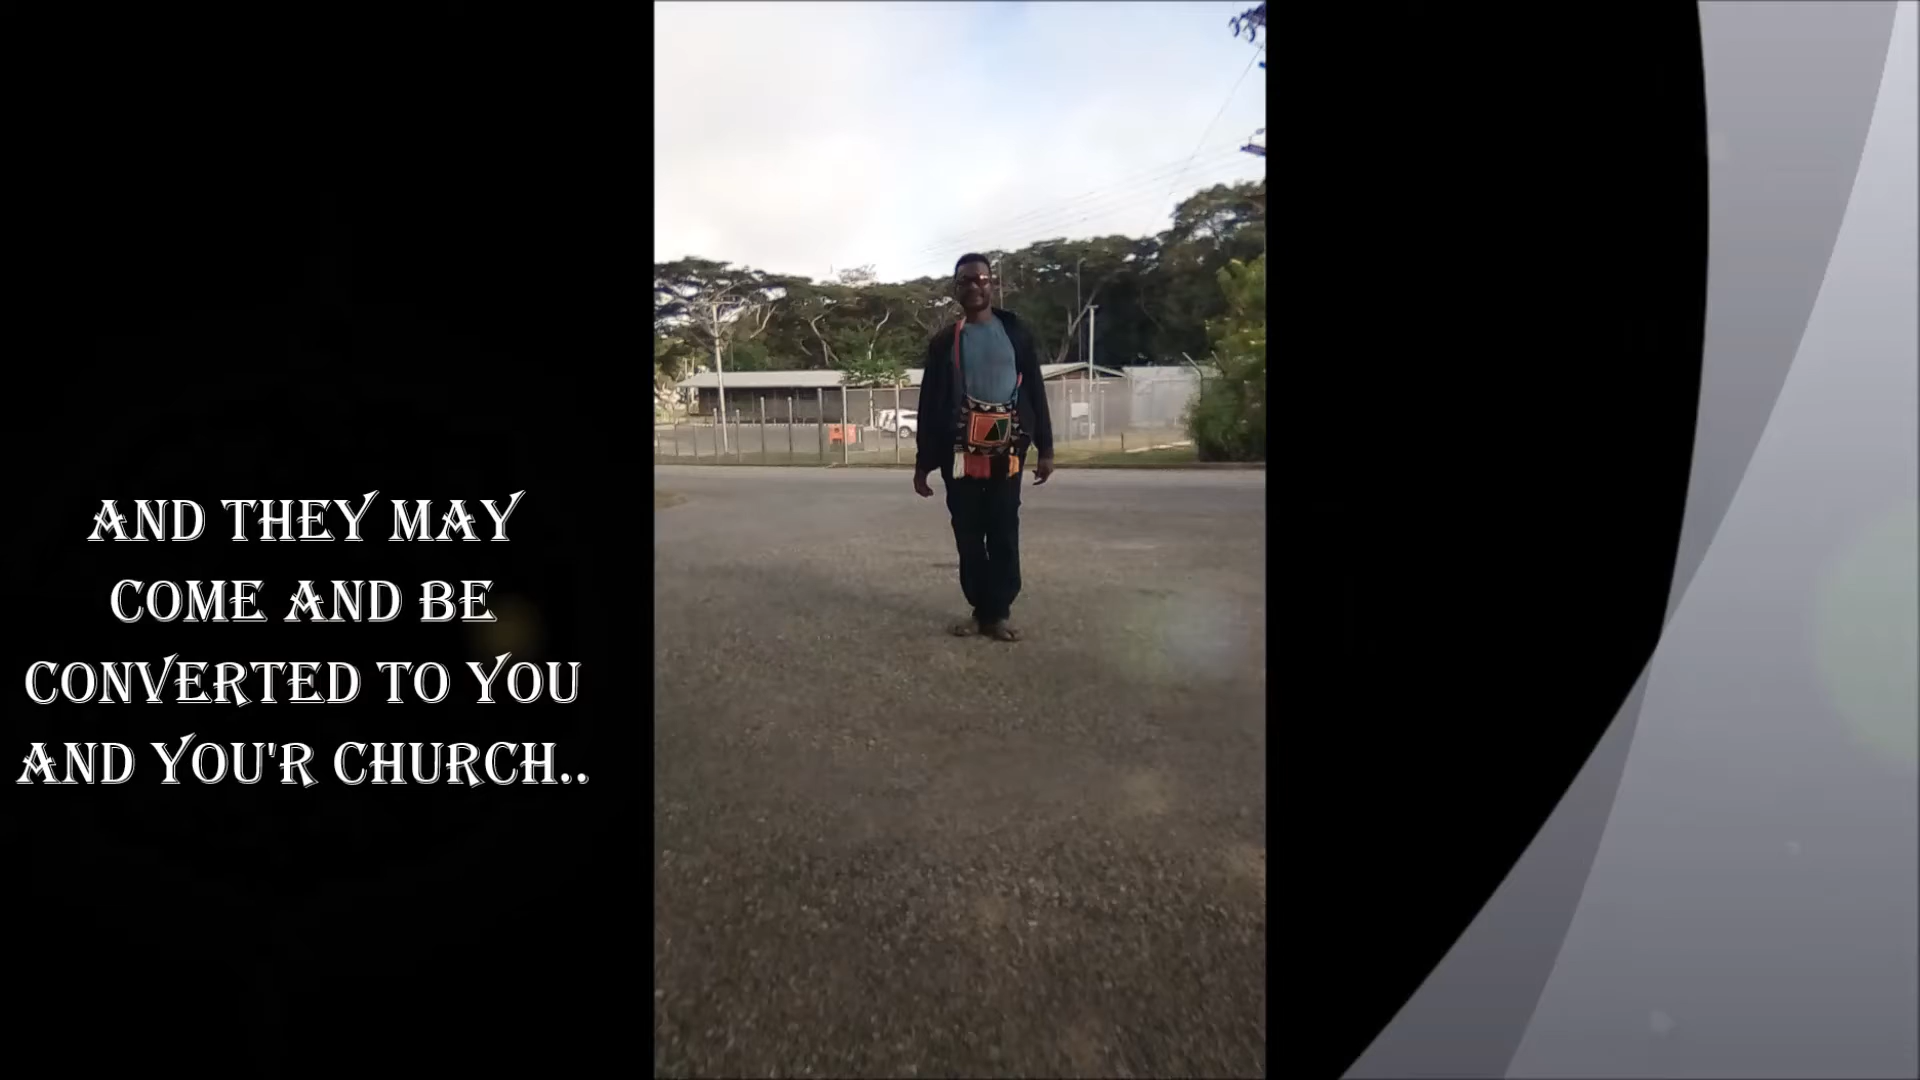 AND THEY MAY
COME AND BE
CONVERTED TO YOU
AND YOU'R CHURCH..